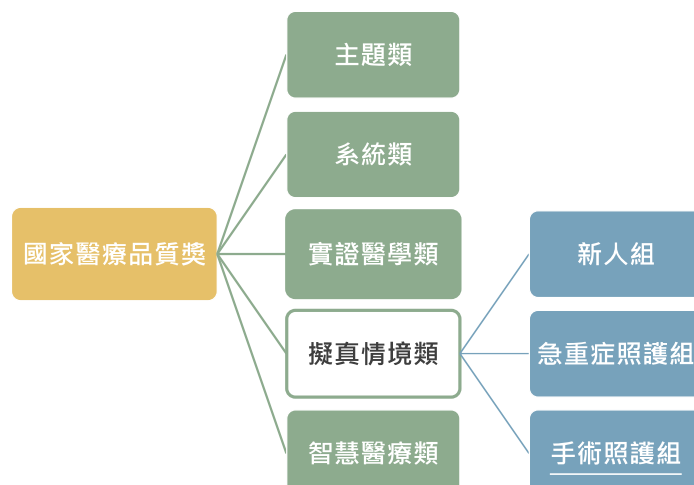 國家醫療品質獎
主題類
系統類
實證醫學類
擬真情境類
智慧醫療類
新人組
急重症照護組
手術照護組